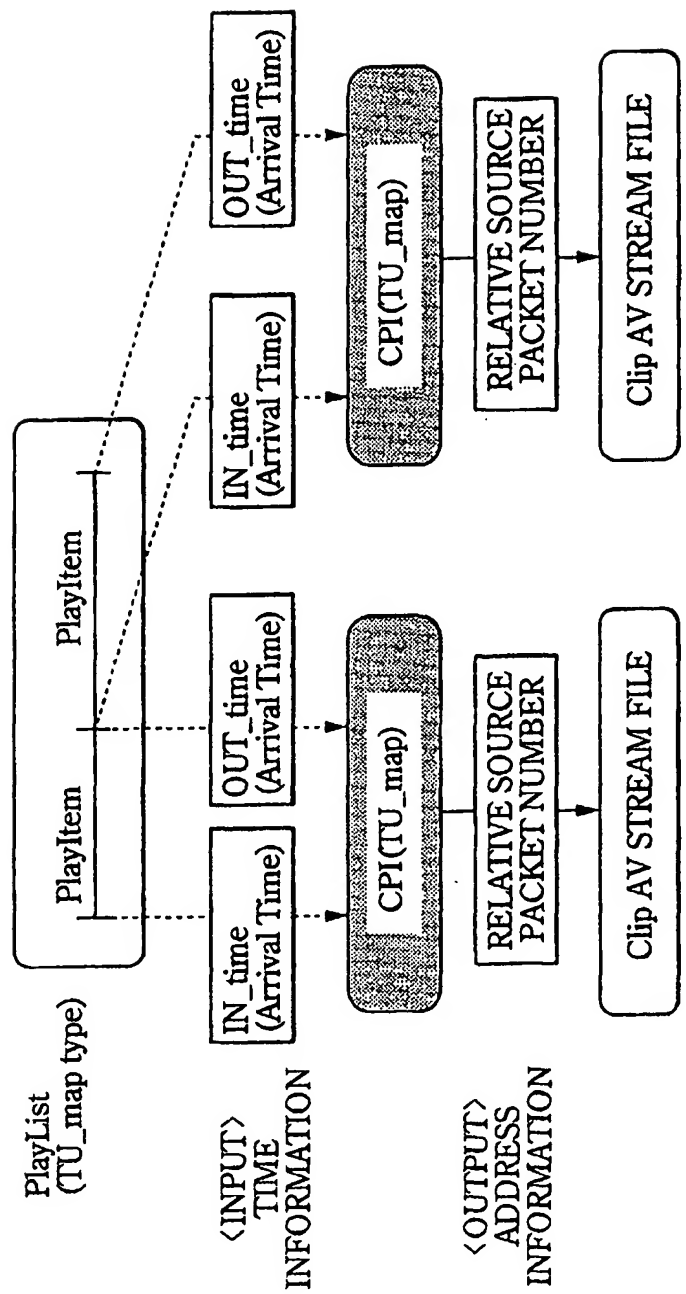 PlayList
(TU_map type)
PlayItem
PlayItem
<INPUT>
TIME
INFORMATION
IN_time
(Arrival Time)
OUT_time
(Arrival Time)
IN_time
(Arrival Time)
OUT_time
(Arrival Time)
CPI(TU_map)
CPI(TU_map)
<OUTPUT>
ADDRESS
INFORMATION
RELATIVE SOURCE
PACKET NUMBER
RELATIVE SOURCE
PACKET NUMBER
Clip AV STREAM FILE
Clip AV STREAM FILE